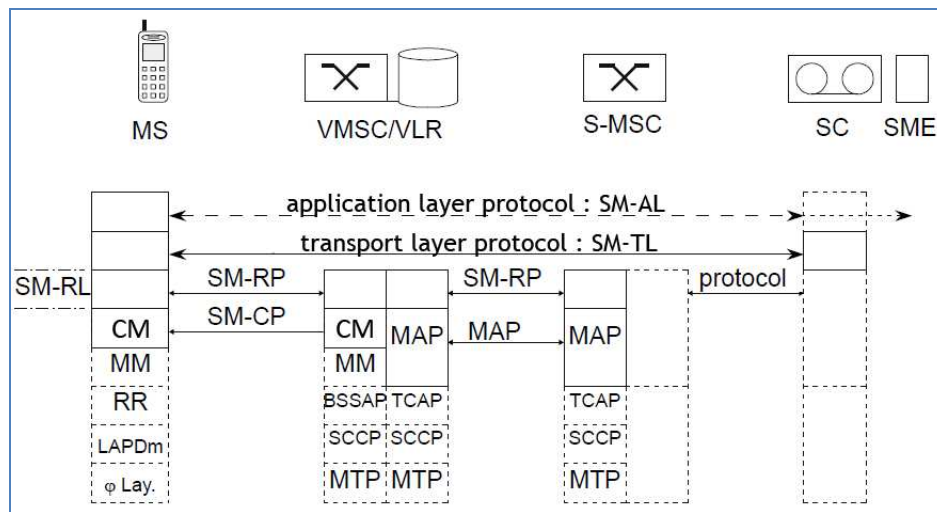 MS VMSC/VLR S-MSC SC SME
application layer protocol : SM-AL
transport layer protocol : SM-TL
SM-RL SM-RP SM-RP protocol
CM SM-CP CM MAP MAP MAP
MM MM
RR BSSAP TCAP TCAP
LAPDm SCCP SCCP SCCP
φ Lay. MTP MTP MTP